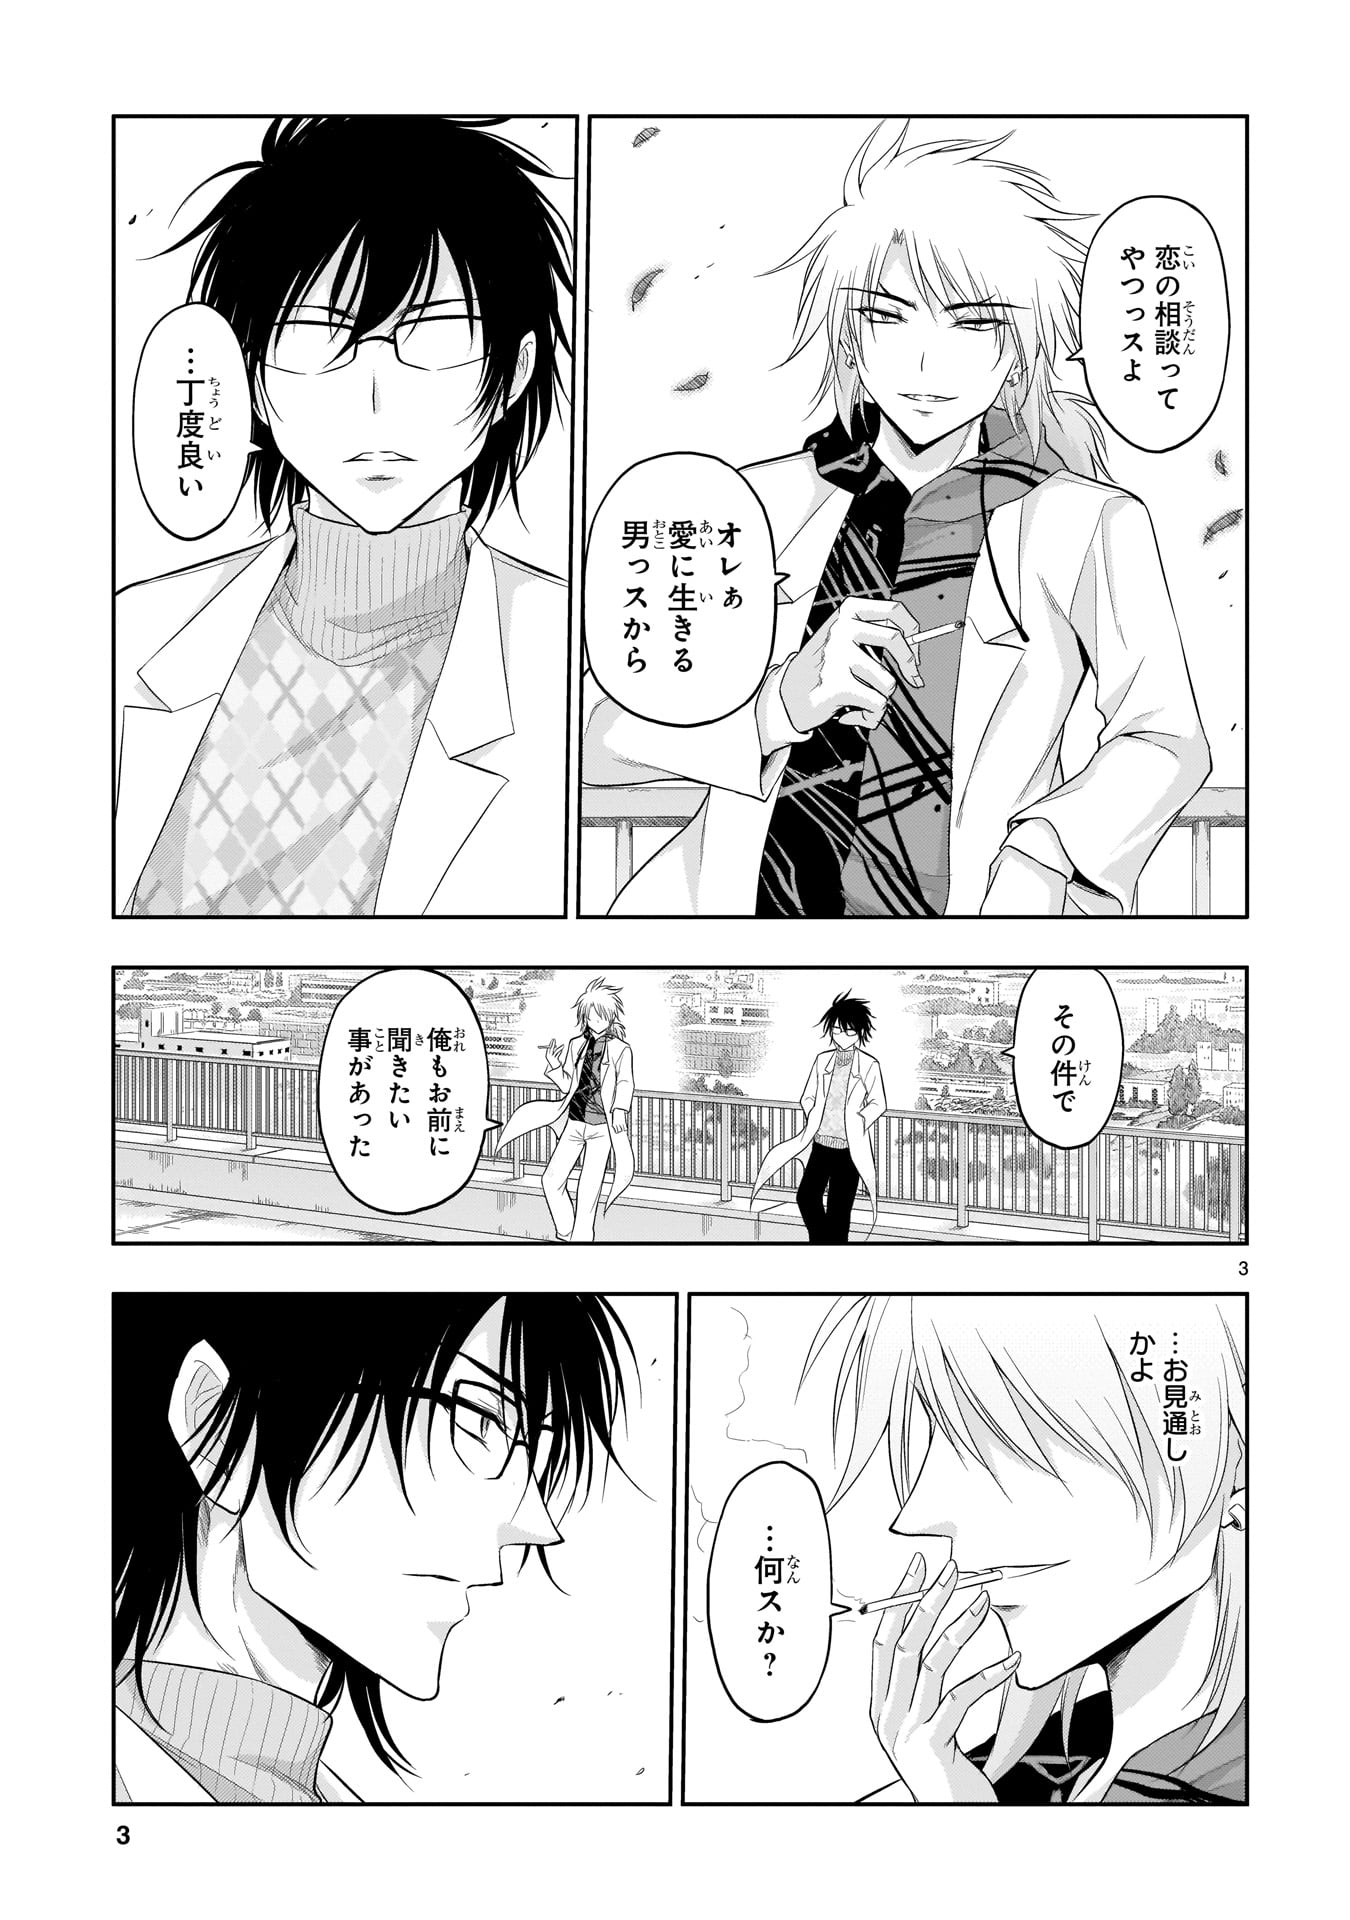 恋の相談って
やつっスよ
オレぁ
愛に生きる
男っスから
…丁度良い
その件で
俺もお前に
聞きたい
事があった
3
…お見通し
かよ
…何スか?
3